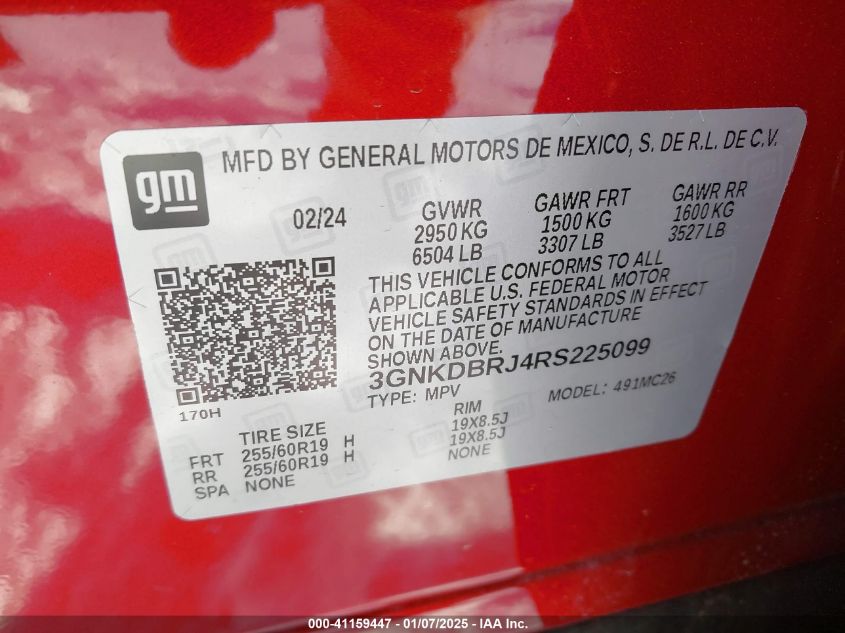 gm
MFD BY GENERAL MOTORS DE MEXICO, S. DE R.L. DE C.V.
02/24
GVWR
2950 KG
6504 LB
GAWR FRT
1500 KG
3307 LB
GAWR RR
1600 KG
3527 LB
THIS VEHICLE CONFORMS TO ALL
APPLICABLE U.S. FEDERAL MOTOR
VEHICLE SAFETY STANDARDS IN EFFECT
ON THE DATE OF MANUFACTURE
SHOWN ABOVE.
3GNKDBRJ4RS225099
TYPE: MPV MODEL: 491MC26
170H
TIRE SIZE RIM
FRT 255/60R19 H 19X8.5J
RR 255/60R19 H 19X8.5J
SPA NONE NONE
000-41159447 - 01/07/2025 - IAA Inc.